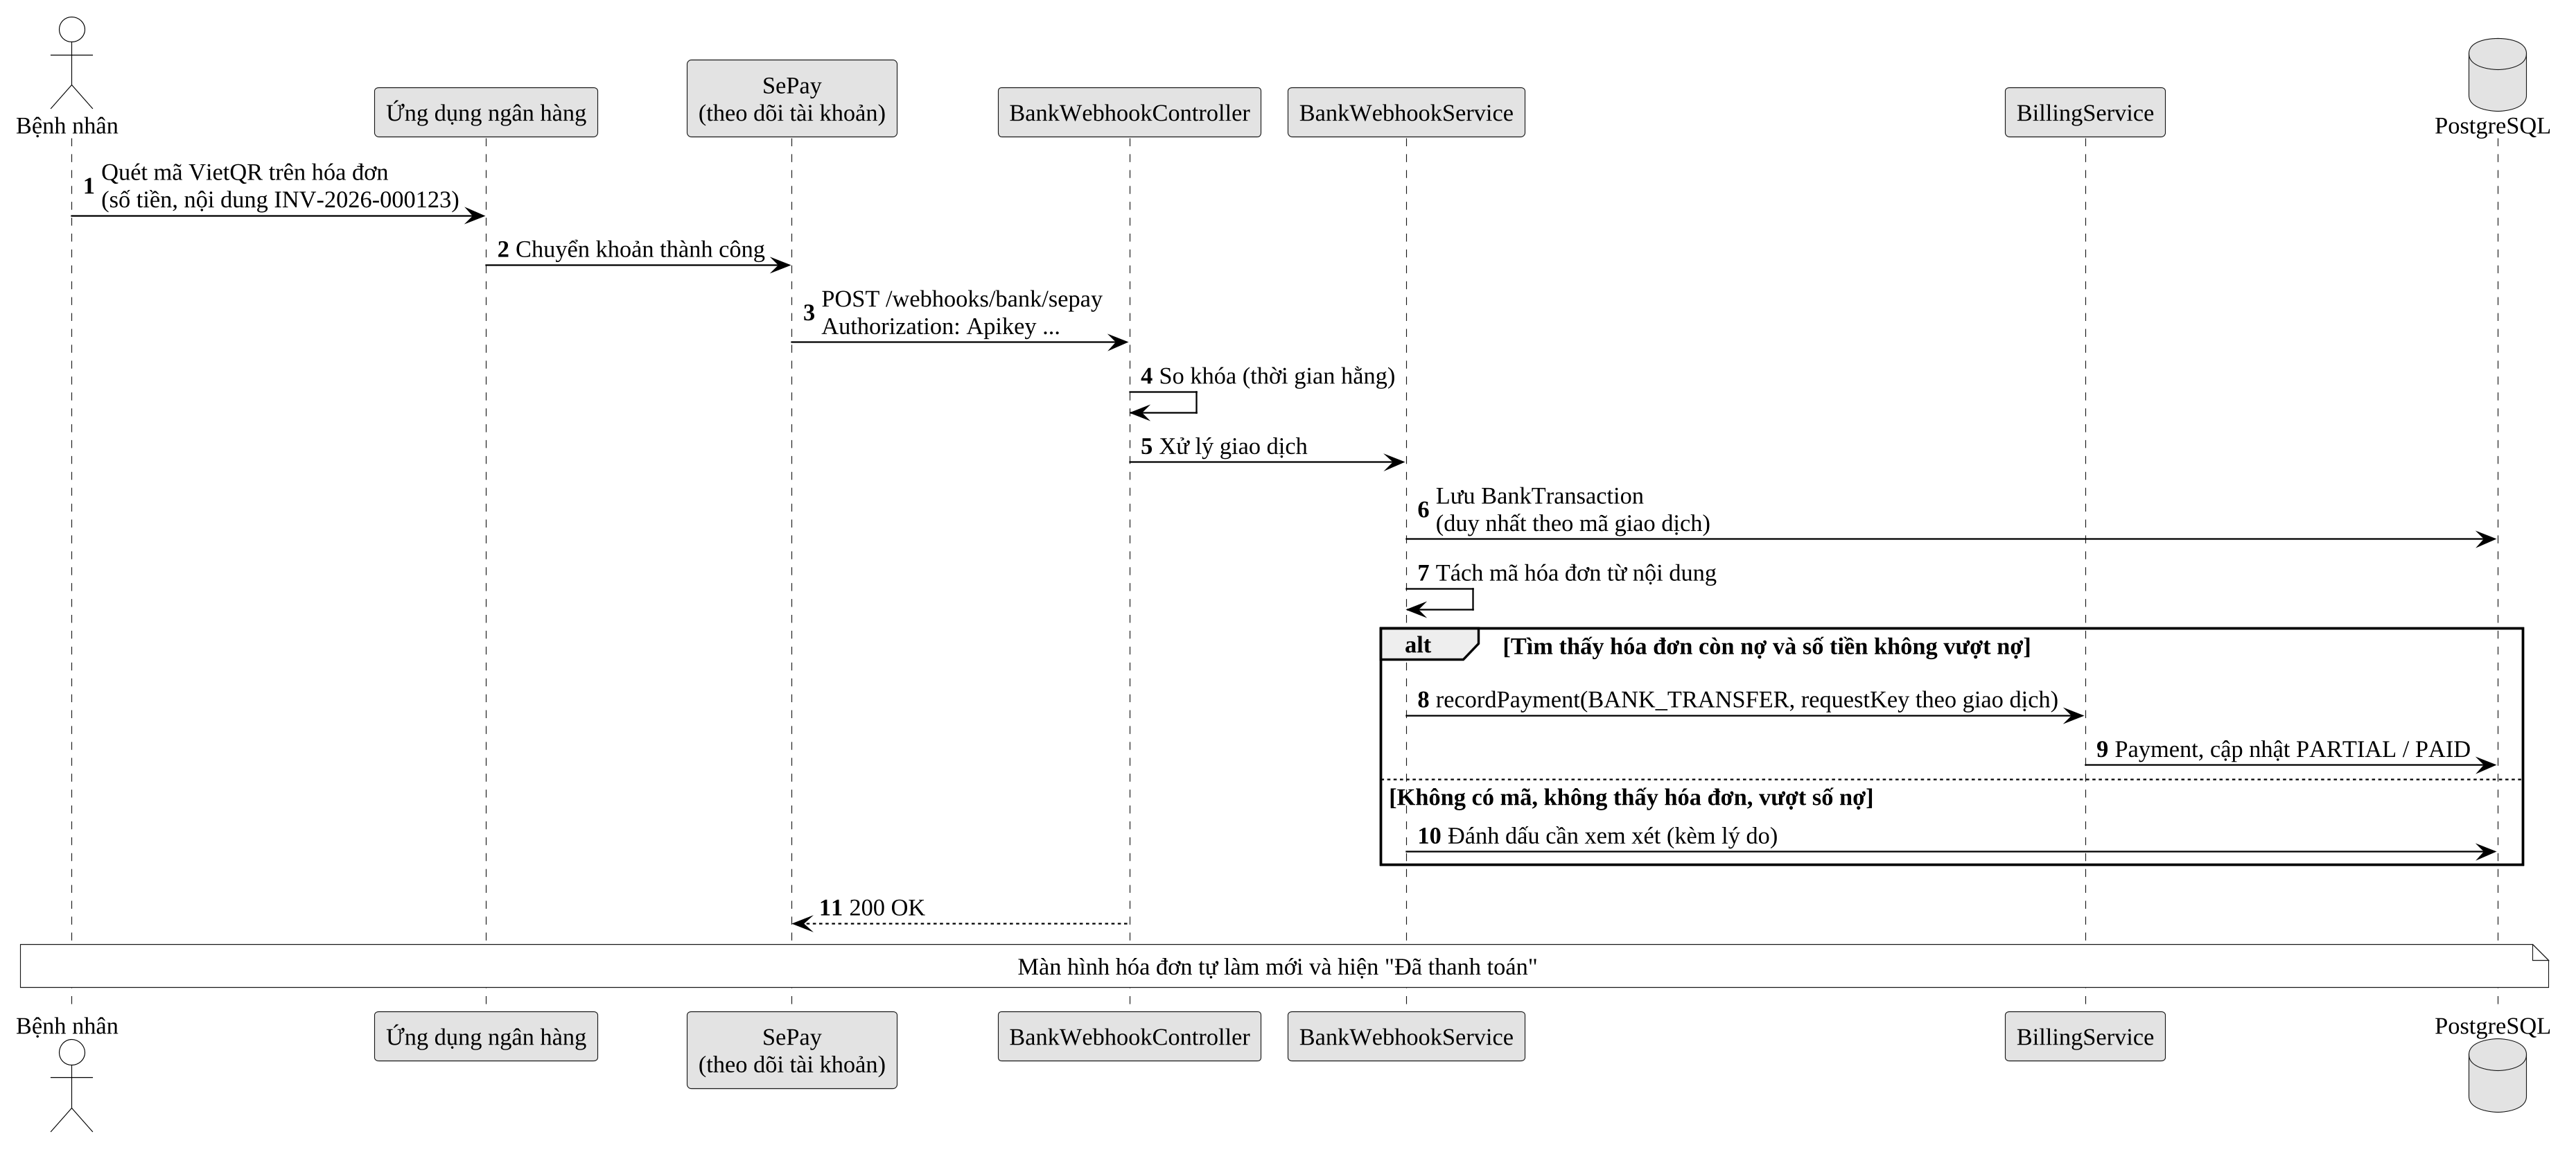 Bệnh nhân
Ứng dụng ngân hàng
SePay
(theo dõi tài khoản)
BankWebhookController
BankWebhookService
BillingService
PostgreSQL
1 Quét mã VietQR trên hóa đơn
(số tiền, nội dung INV-2026-000123)
2 Chuyển khoản thành công
3 POST /webhooks/bank/sepay
Authorization: Apikey ...
4 So khóa (thời gian hằng)
5 Xử lý giao dịch
6 Lưu BankTransaction
(duy nhất theo mã giao dịch)
7 Tách mã hóa đơn từ nội dung
alt [Tìm thấy hóa đơn còn nợ và số tiền không vượt nợ]
8 recordPayment(BANK_TRANSFER, requestKey theo giao dịch)
9 Payment, cập nhật PARTIAL / PAID
[Không có mã, không thấy hóa đơn, vượt số nợ]
10 Đánh dấu cần xem xét (kèm lý do)
11 200 OK
Màn hình hóa đơn tự làm mới và hiện "Đã thanh toán"
Bệnh nhân
Ứng dụng ngân hàng
SePay
(theo dõi tài khoản)
BankWebhookController
BankWebhookService
BillingService
PostgreSQL